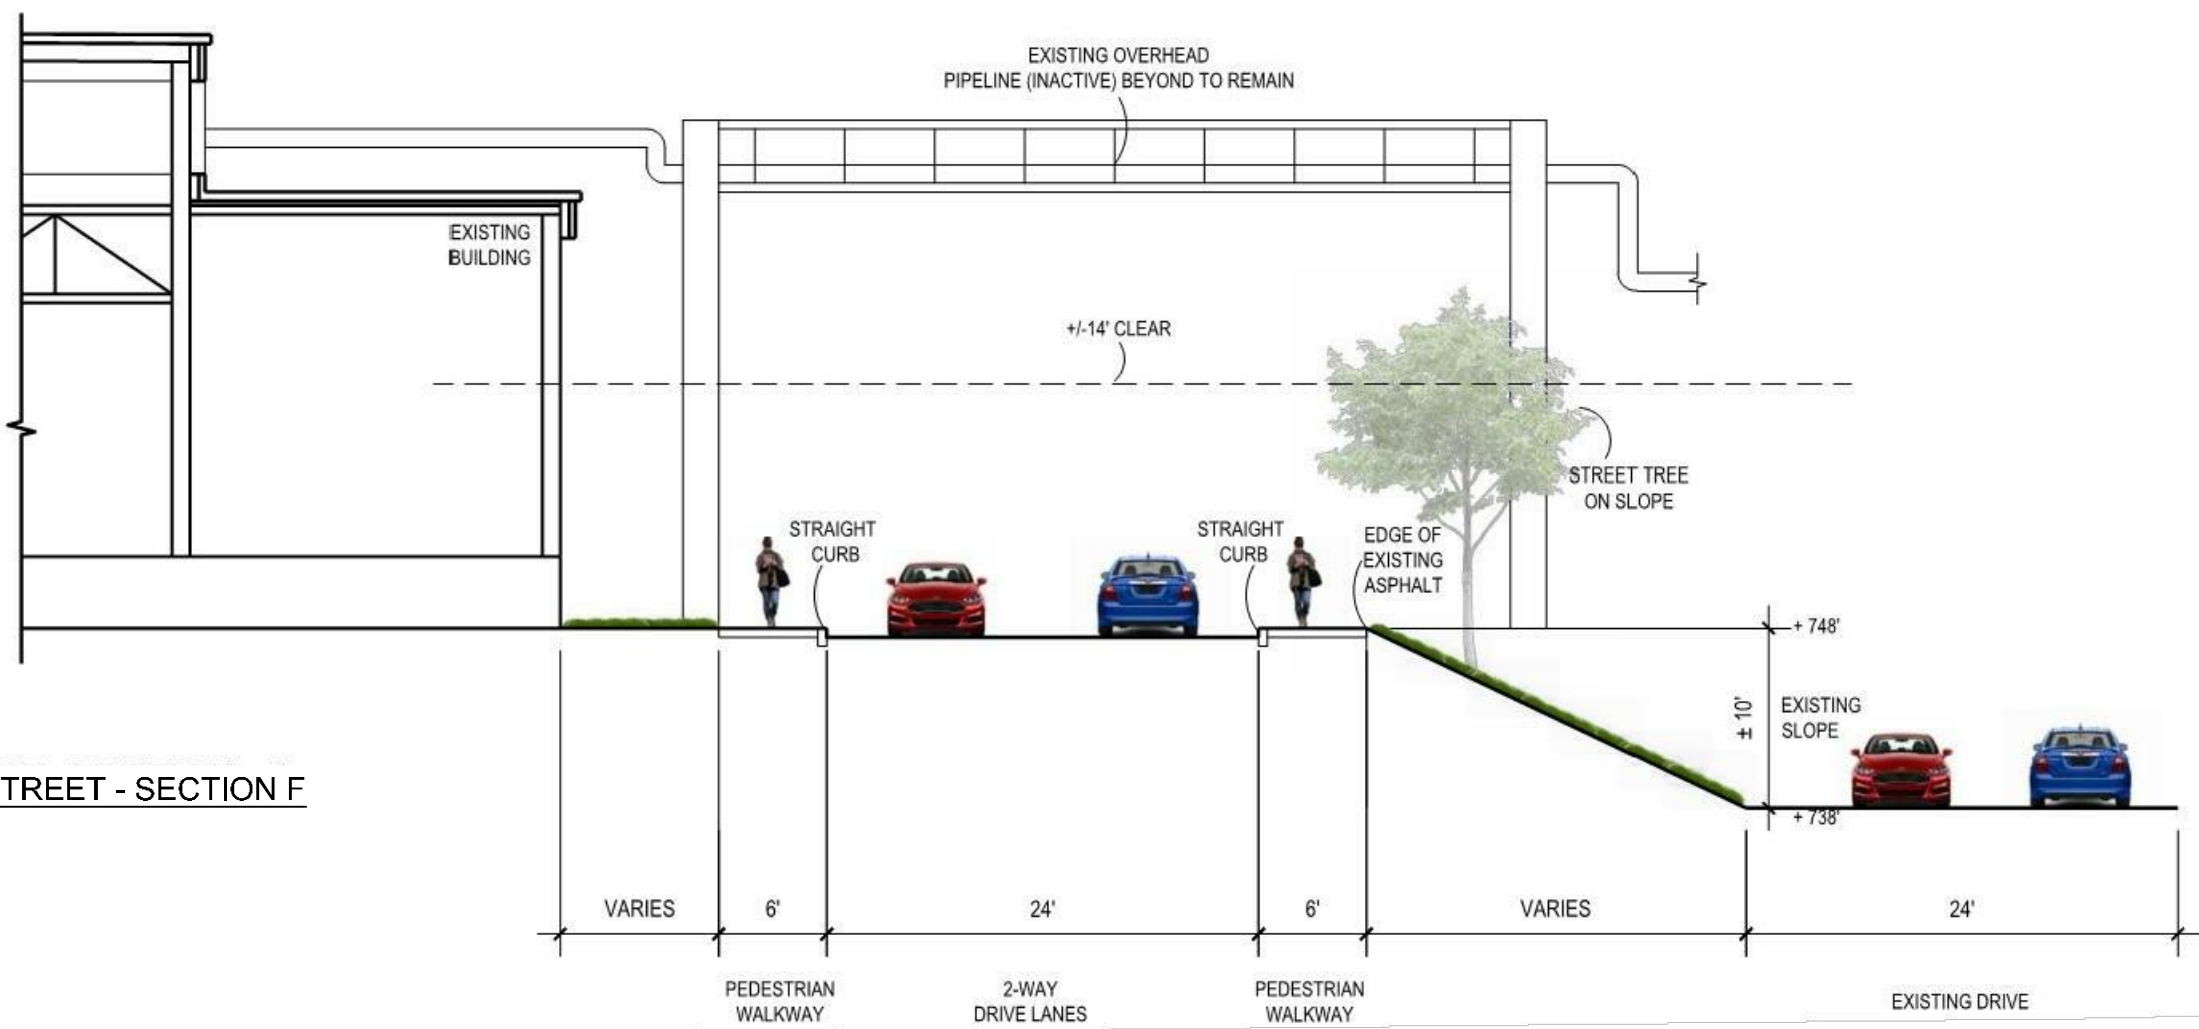 EXISTING OVERHEAD
PIPELINE (INACTIVE) BEYOND TO REMAIN
EXISTING
BUILDING
+/-14' CLEAR
STREET TREE
ON SLOPE
STRAIGHT
CURB
STRAIGHT
CURB
EDGE OF
EXISTING
ASPHALT
+ 748'
± 10'
EXISTING
SLOPE
+ 738'
TREET - SECTION F
VARIES
6'
24'
6'
VARIES
24'
PEDESTRIAN
WALKWAY
2-WAY
DRIVE LANES
PEDESTRIAN
WALKWAY
EXISTING DRIVE